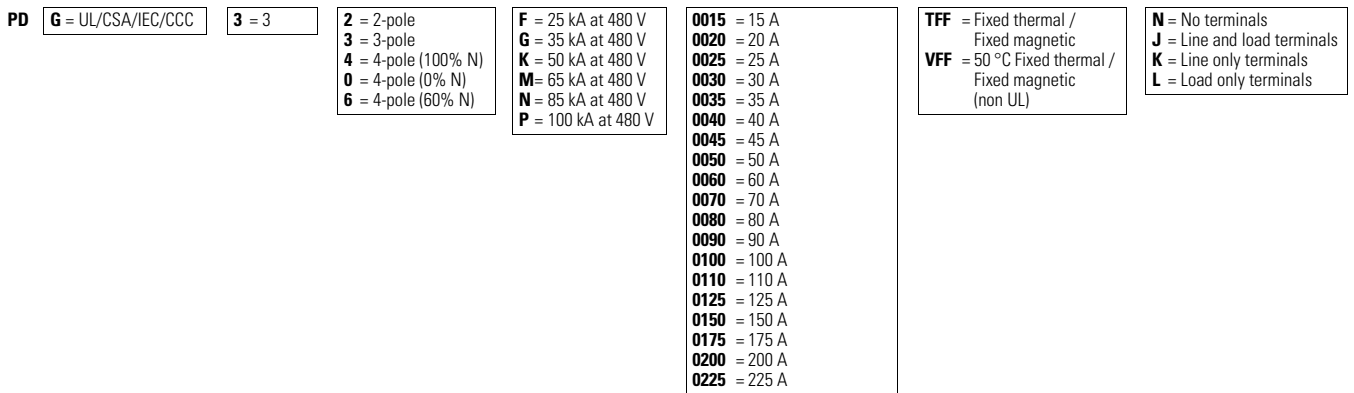 PD
G = UL/CSA/IEC/CCC
3 = 3
2 = 2-pole
3 = 3-pole
4 = 4-pole (100% N)
0 = 4-pole (0% N)
6 = 4-pole (60% N)
F = 25 kA at 480 V
G = 35 kA at 480 V
K = 50 kA at 480 V
M= 65 kA at 480 V
N = 85 kA at 480 V
P = 100 kA at 480 V
0015 = 15 A
0020 = 20 A
0025 = 25 A
0030 = 30 A
0035 = 35 A
0040 = 40 A
0045 = 45 A
0050 = 50 A
0060 = 60 A
0070 = 70 A
0080 = 80 A
0090 = 90 A
0100 = 100 A
0110 = 110 A
0125 = 125 A
0150 = 150 A
0175 = 175 A
0200 = 200 A
0225 = 225 A
TFF = Fixed thermal /
Fixed magnetic
VFF = 50 °C Fixed thermal /
Fixed magnetic
(non UL)
N = No terminals
J = Line and load terminals
K = Line only terminals
L = Load only terminals